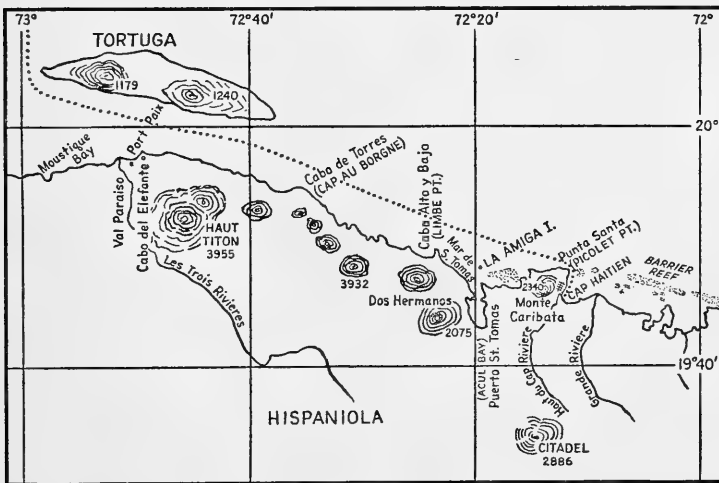 73°
72°40'
72°20'
72°
TORTUGA
1179
1240
20°
Moustique
Bay
Port Paix
Val Paraiso
Cabo del Elefante
HAUT
TITON
3955
Les Trois Rivieres
Caba de Torres
(CAP. AU BORGNE)
3932
Caba. Alta y Baja
(LIMBE PT.)
Mar de
S. Tomas
Dos Hermanos
2075
LA AMIGA I.
Punta Santa
(PICOLET PT.)
CAP HAITIEN
BARRIER
REEF
2340
Monte
Caribata
(ACUL BAY)
Puerto St. Tomas
Haut du Cap Riviere
Grande Riviere
19°40'
HISPANIOLA
CITADEL
2886